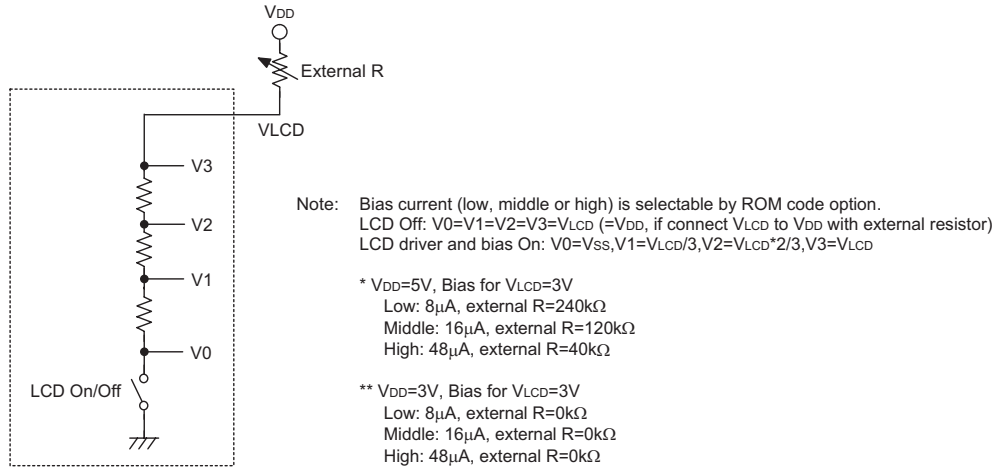 VDD
External R
VLCD
V3
V2
V1
V0
LCD On/Off
Note: Bias current (low, middle or high) is selectable by ROM code option.
LCD Off: V0=V1=V2=V3=VLCD (=VDD, if connect VLCD to VDD with external resistor)
LCD driver and bias On: V0=VSS,V1=VLCD/3,V2=VLCD*2/3,V3=VLCD
* VDD=5V, Bias for VLCD=3V
Low: 8μA, external R=240kΩ
Middle: 16μA, external R=120kΩ
High: 48μA, external R=40kΩ
** VDD=3V, Bias for VLCD=3V
Low: 8μA, external R=0kΩ
Middle: 16μA, external R=0kΩ
High: 48μA, external R=0kΩ